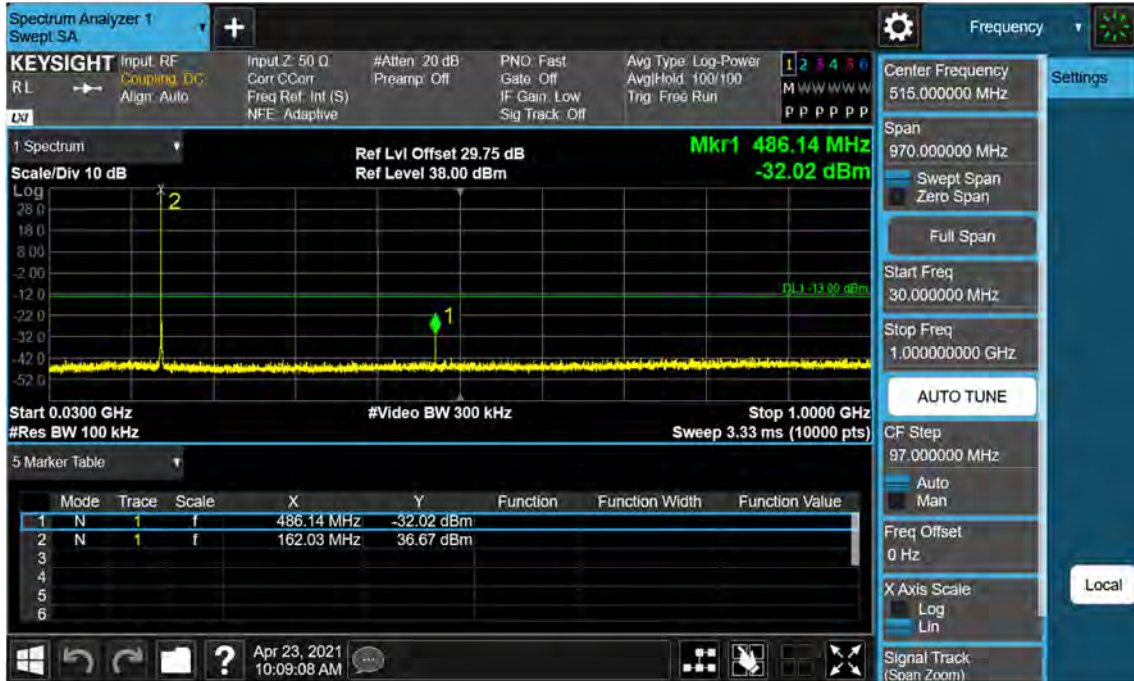 Spectrum Analyzer 1
Swept SA
+
Frequency
KEYSIGHT
RL
LXI
Input: RF
Coupling: DC
Align: Auto
Input Z: 50 Ω
Corr CCorr
Freq Ref: Int (S)
NFE: Adaptive
#Atten: 20 dB
Preamp: Off
PNO: Fast
Gate: Off
IF Gain: Low
Sig Track: Off
Avg Type: Log-Power
Avg|Hold: 100/100
Trig: Free Run
1 2 3 4 5 6
M W W W W W
P P P P P P
1 Spectrum
Scale/Div 10 dB
Ref Lvl Offset 29.75 dB
Ref Level 38.00 dBm
Mkr1 486.14 MHz
-32.02 dBm
Log
28.0
18.0
8.00
-2.00
-12.0
-22.0
-32.0
-42.0
-52.0
2
1
DL1 -13.00 dBm
Start 0.0300 GHz
#Video BW 300 kHz
Stop 1.0000 GHz
#Res BW 100 kHz
Sweep 3.33 ms (10000 pts)
5 Marker Table
Mode Trace Scale X Y Function Function Width Function Value
1 N 1 f 486.14 MHz -32.02 dBm
2 N 1 f 162.03 MHz 36.67 dBm
3
4
5
6
?
Apr 23, 2021
10:09:08 AM
Center Frequency
515.000000 MHz
Span
970.000000 MHz
Swept Span
Zero Span
Full Span
Start Freq
30.000000 MHz
Stop Freq
1.000000000 GHz
AUTO TUNE
CF Step
97.000000 MHz
Auto
Man
Freq Offset
0 Hz
X Axis Scale
Log
Lin
Signal Track
(Span Zoom)
Settings
Local